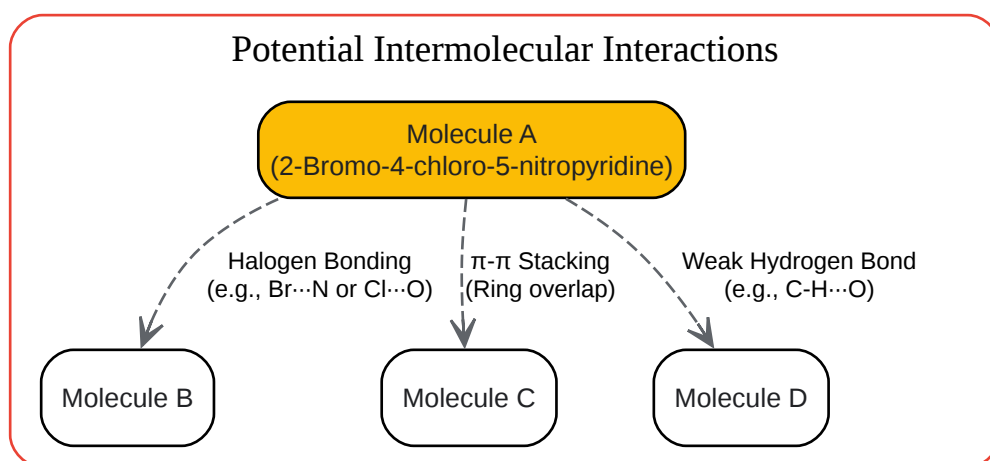 Potential Intermolecular Interactions
Molecule A
(2-Bromo-4-chloro-5-nitropyridine)
Halogen Bonding
(e.g., Br···N or Cl···O)
π-π Stacking
(Ring overlap)
Weak Hydrogen Bond
(e.g., C-H···O)
Molecule B
Molecule C
Molecule D